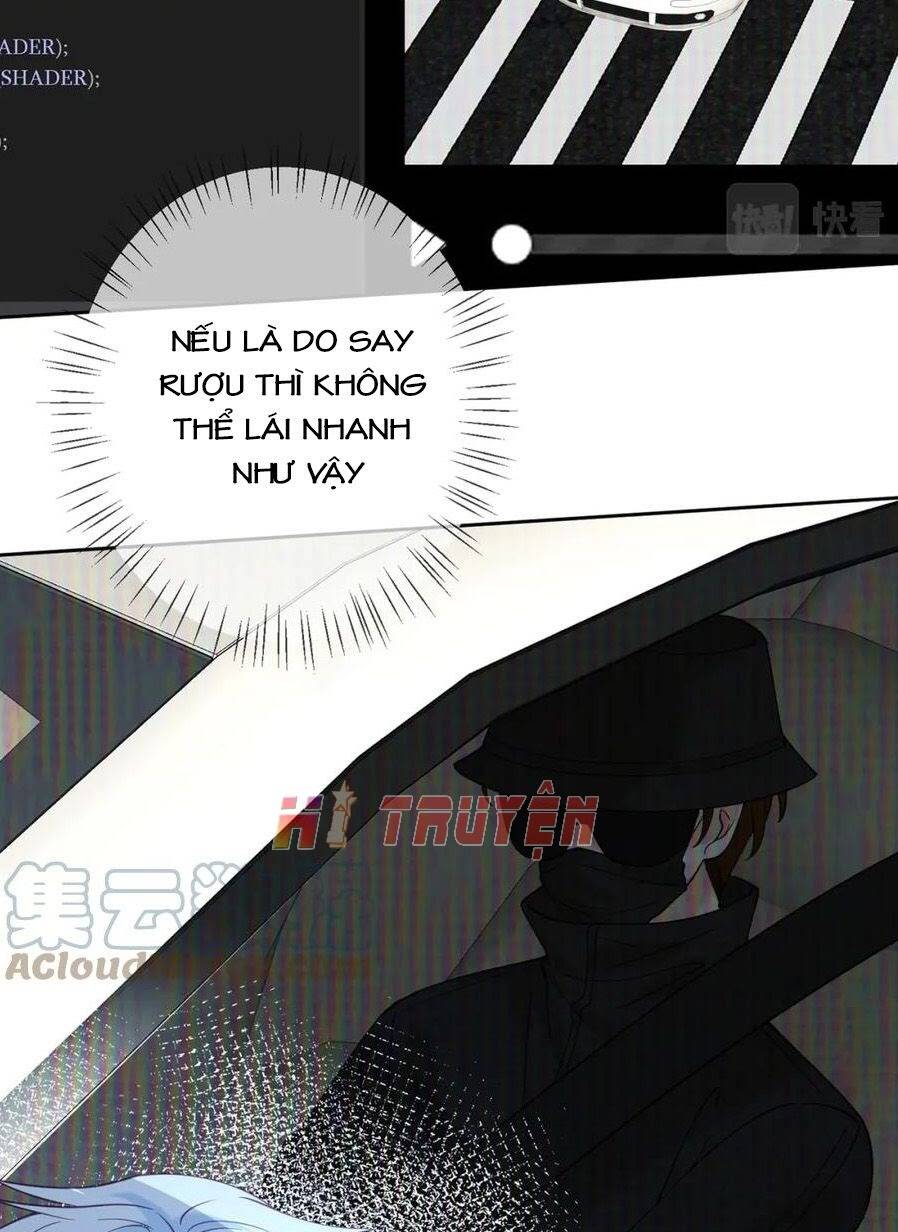 ADER);
SHADER);
);
快看! 快看
NẾU LÀ DO SAY
RƯỢU THÌ KHÔNG
THỂ LÁI NHANH
NHƯ VẬY
HI TRUYỆN
集云
ACloud